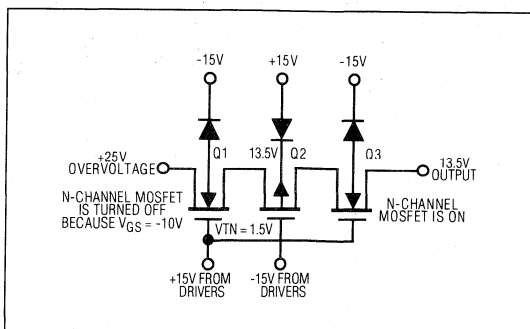 -15V +15V -15V
+25V
OVERVOLTAGE
Q1 13.5V Q2 Q3
13.5V
OUTPUT
N-CHANNEL MOSFET
IS TURNED OFF
BECAUSE VGS = -10V
VTN = 1.5V
N-CHANNEL
MOSFET IS ON
+15V FROM
DRIVERS
-15V FROM
DRIVERS